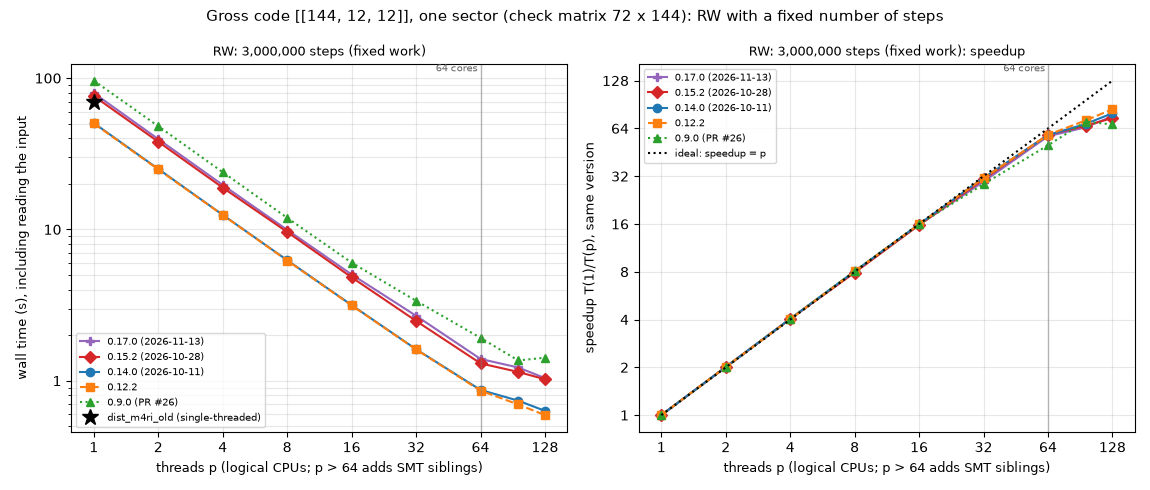 Gross code [[144, 12, 12]], one sector (check matrix 72 x 144): RW with a fixed number of steps
RW: 3,000,000 steps (fixed work)
64 cores
100
10
1
wall time (s), including reading the input
0.17.0 (2026-11-13)
0.15.2 (2026-10-28)
0.14.0 (2026-10-11)
0.12.2
0.9.0 (PR #26)
dist_m4ri_old (single-threaded)
1 2 4 8 16 32 64 128
threads p (logical CPUs; p > 64 adds SMT siblings)
RW: 3,000,000 steps (fixed work): speedup
64 cores
0.17.0 (2026-11-13)
0.15.2 (2026-10-28)
0.14.0 (2026-10-11)
0.12.2
0.9.0 (PR #26)
ideal: speedup = p
128
64
32
16
8
4
2
1
speedup T(1)/T(p), same version
1 2 4 8 16 32 64 128
threads p (logical CPUs; p > 64 adds SMT siblings)